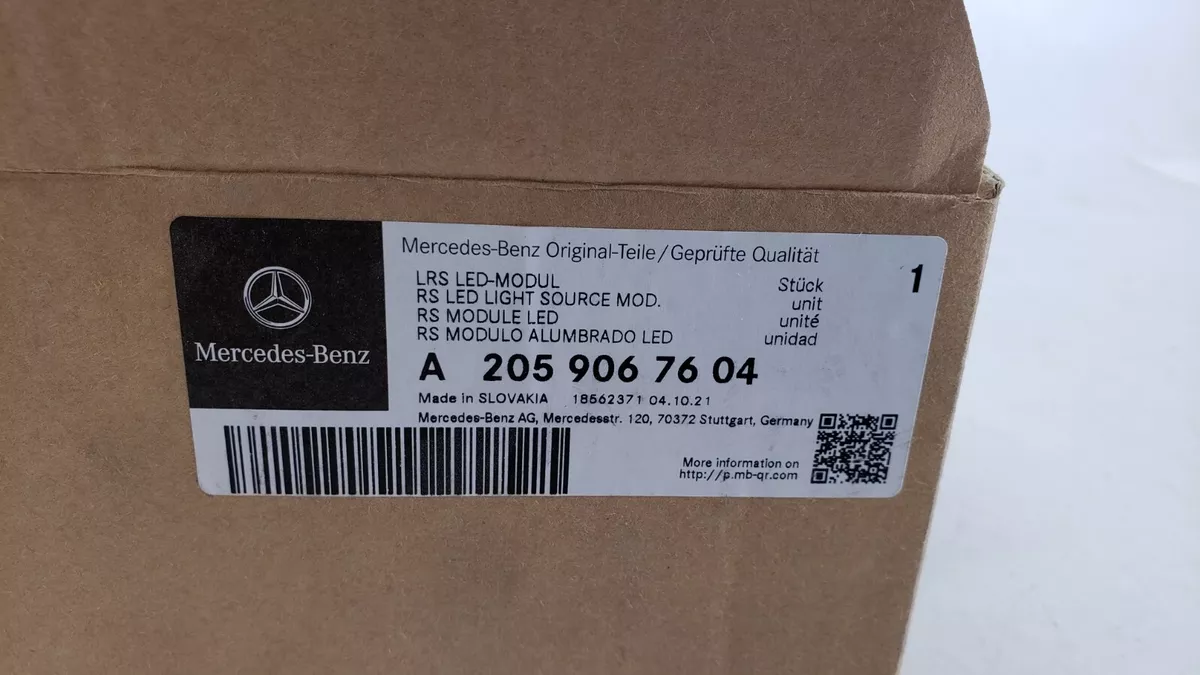 Mercedes-Benz
Mercedes-Benz Original-Teile/Geprüfte Qualität
LRS LED-MODUL Stück 1
RS LED LIGHT SOURCE MOD. unit
RS MODULE LED unité
RS MODULO ALUMBRADO LED unidad
A 205 906 76 04
Made in SLOVAKIA 18562371 04.10.21
Mercedes-Benz AG, Mercedesstr. 120, 70372 Stuttgart, Germany
More information on
http://p.mb-qr.com